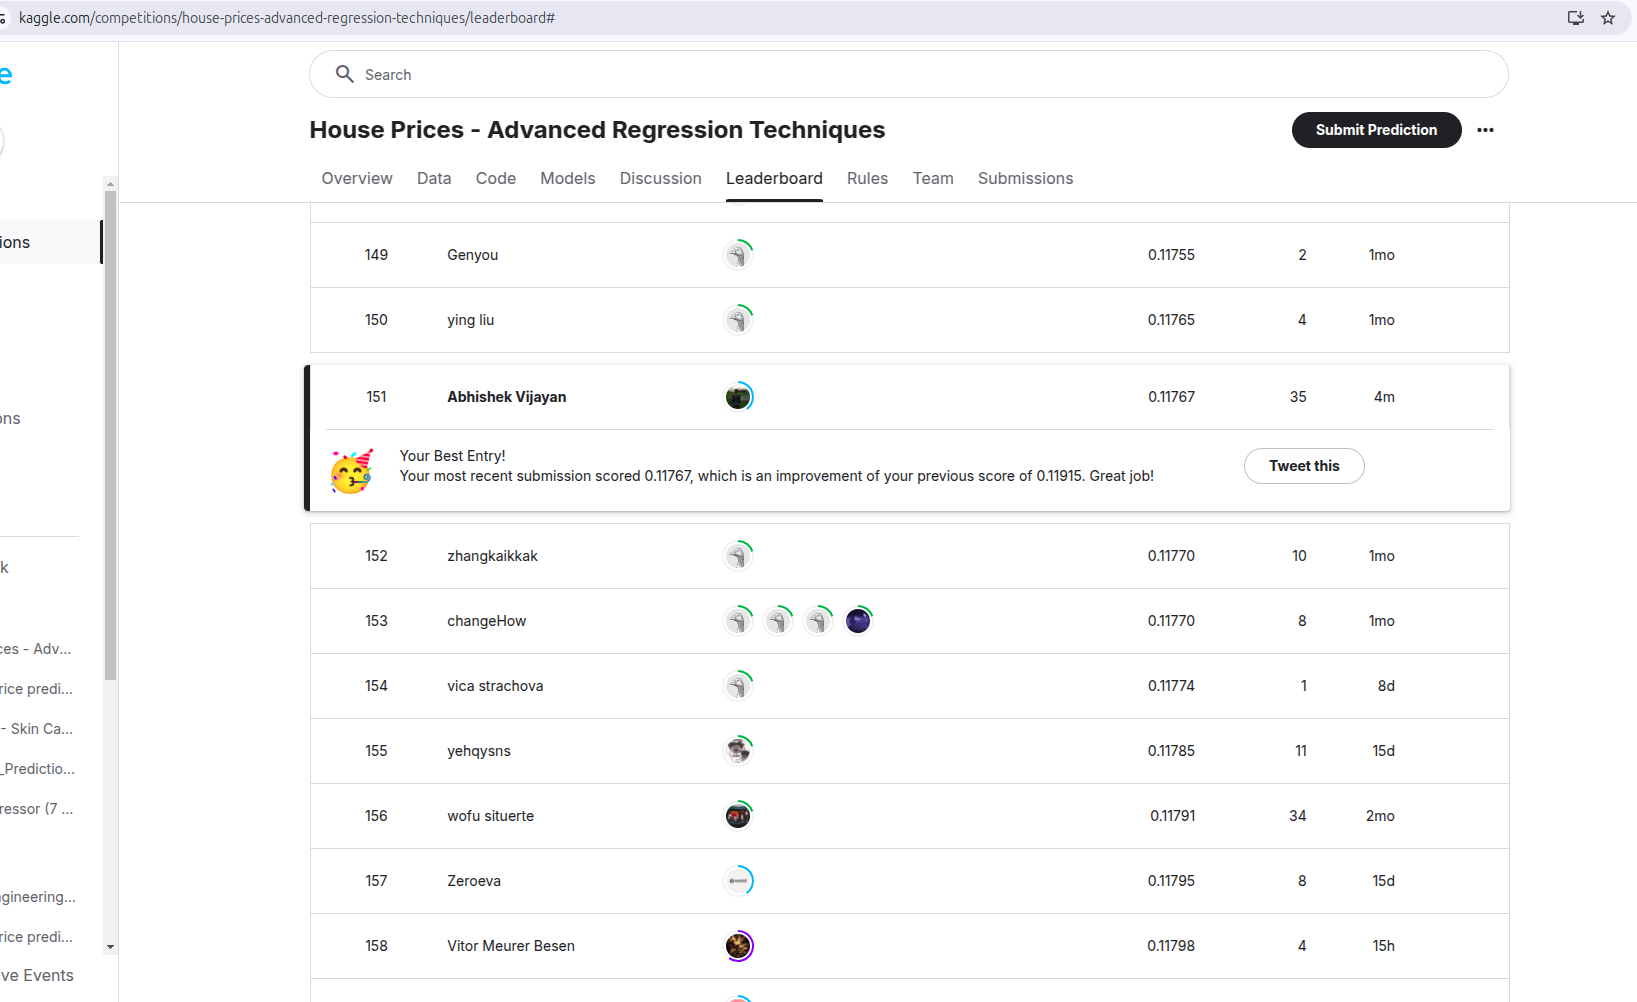 kaggle.com/competitions/house-prices-advanced-regression-techniques/leaderboard#
e
Search
House Prices - Advanced Regression Techniques
Submit Prediction
Overview Data Code Models Discussion Leaderboard Rules Team Submissions
ions
ons
k
ces - Adv...
rice predi...
- Skin Ca...
_Predictio...
ressor (7 ...
gineering...
rice predi...
ve Events
149 Genyou 0.11755 2 1mo
150 ying liu 0.11765 4 1mo
151 Abhishek Vijayan 0.11767 35 4m
Your Best Entry!
Your most recent submission scored 0.11767, which is an improvement of your previous score of 0.11915. Great job!
Tweet this
152 zhangkaikkak 0.11770 10 1mo
153 changeHow 0.11770 8 1mo
154 vica strachova 0.11774 1 8d
155 yehqysns 0.11785 11 15d
156 wofu situerte 0.11791 34 2mo
157 Zeroeva 0.11795 8 15d
158 Vitor Meurer Besen 0.11798 4 15h